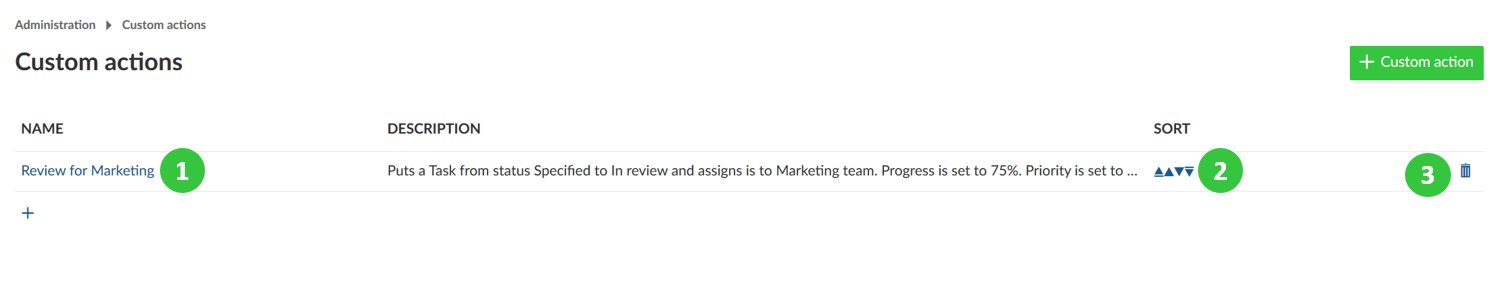 Administration Custom actions
Custom actions
+ Custom action
NAME DESCRIPTION SORT
Review for Marketing 1 Puts a Task from status Specified to In review and assigns is to Marketing team. Progress is set to 75%. Priority is set to ... 2 3
+